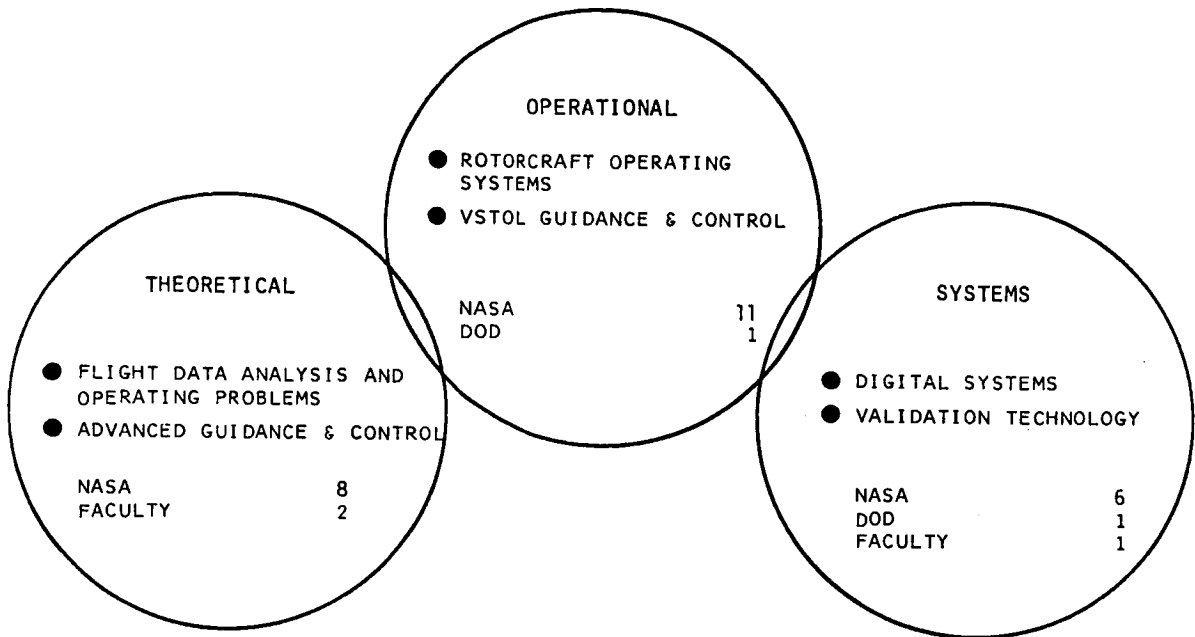 OPERATIONAL
● ROTORCRAFT OPERATING
SYSTEMS
● VSTOL GUIDANCE & CONTROL
NASA 11
DOD 1
THEORETICAL
● FLIGHT DATA ANALYSIS AND
OPERATING PROBLEMS
● ADVANCED GUIDANCE & CONTROL
NASA 8
FACULTY 2
SYSTEMS
● DIGITAL SYSTEMS
● VALIDATION TECHNOLOGY
NASA 6
DOD 1
FACULTY 1